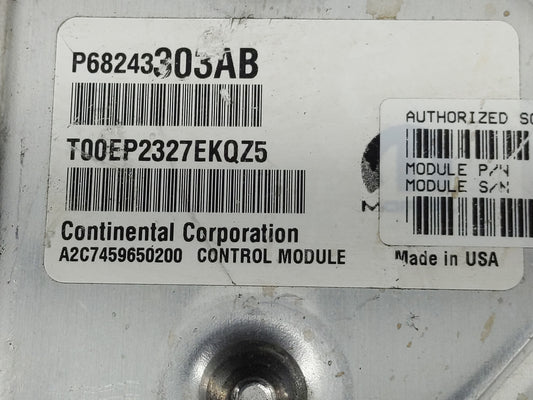 P68243303AB
AUTHORIZED
T00EP2327EKQZ5
MODULE P/N
MODULE S/N
Continental Corporation
A2C7459650200 CONTROL MODULE
Made in USA